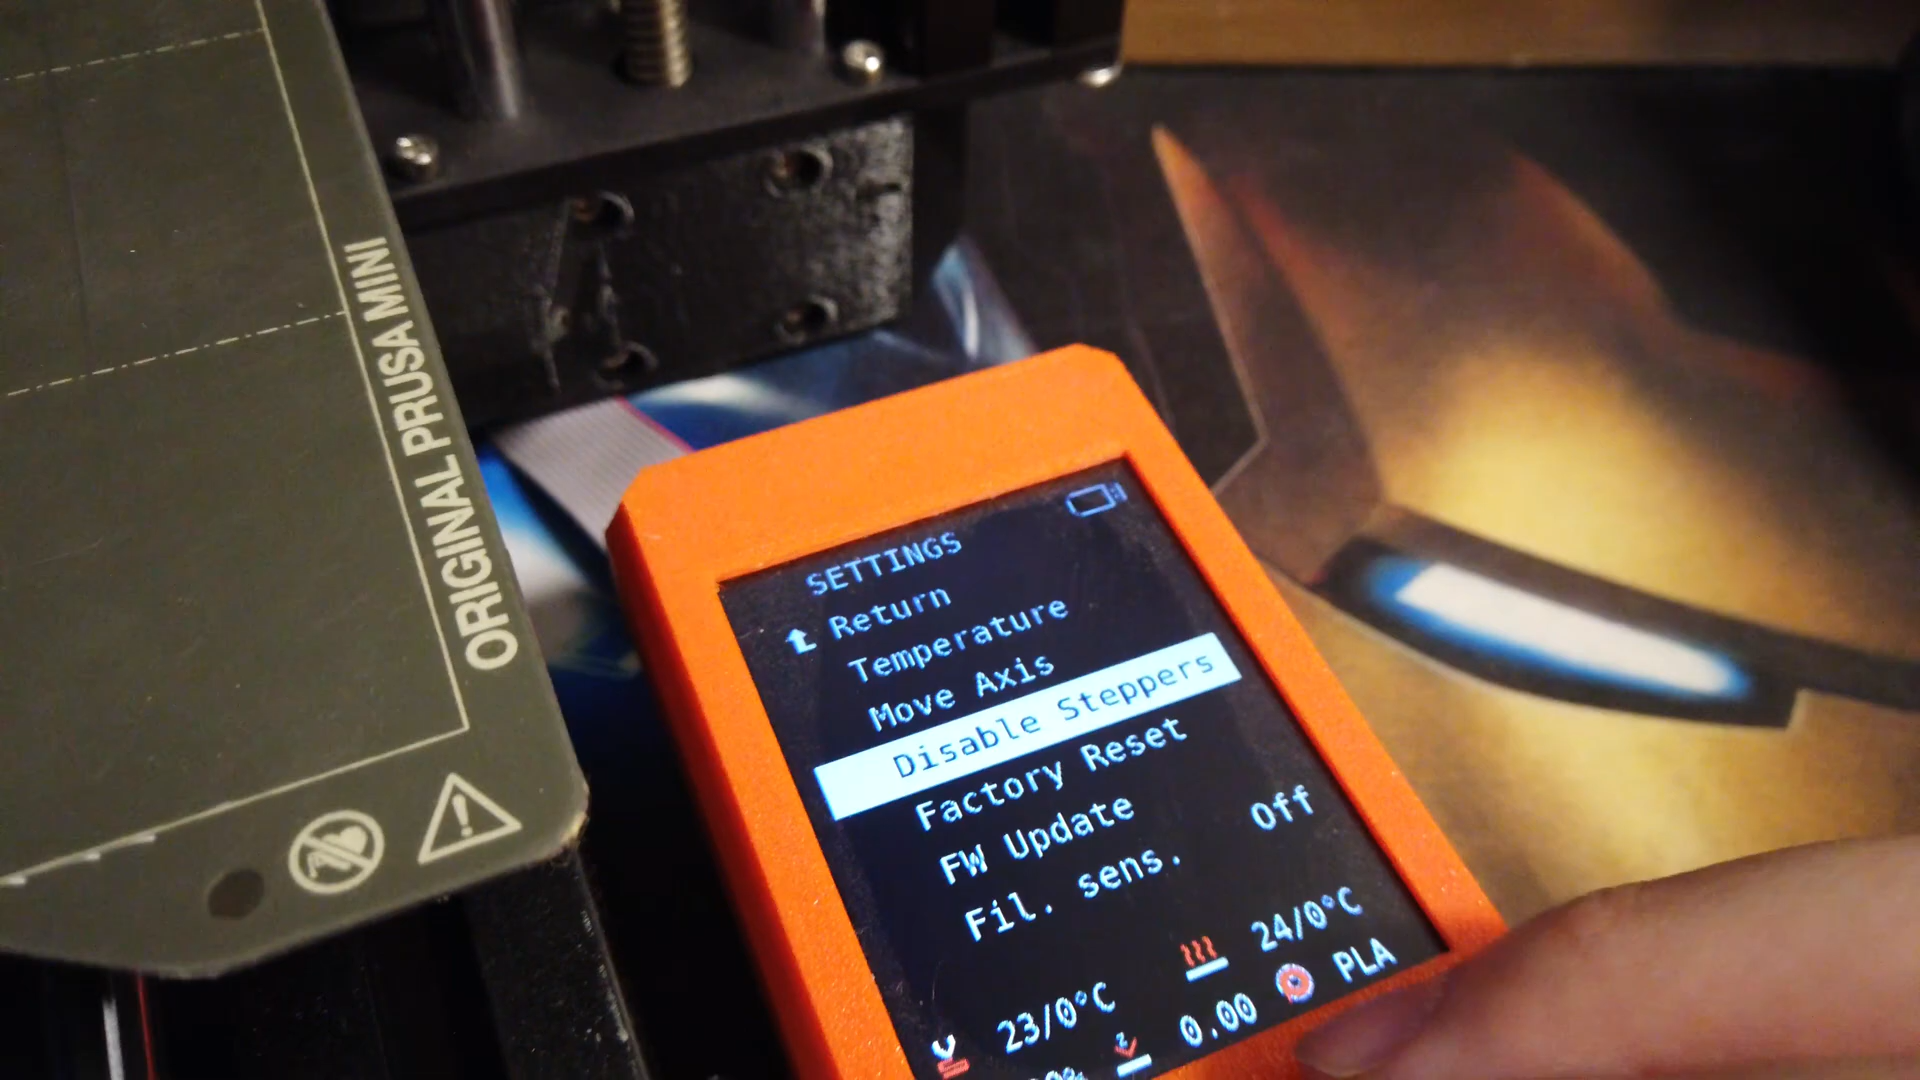 ORIGINAL PRUSA MINI
SETTINGS
Return
Temperature
Move Axis
Disable Steppers
Factory Reset
FW Update
Fil. sens. Off
23/0°C 24/0°C
0.00 PLA